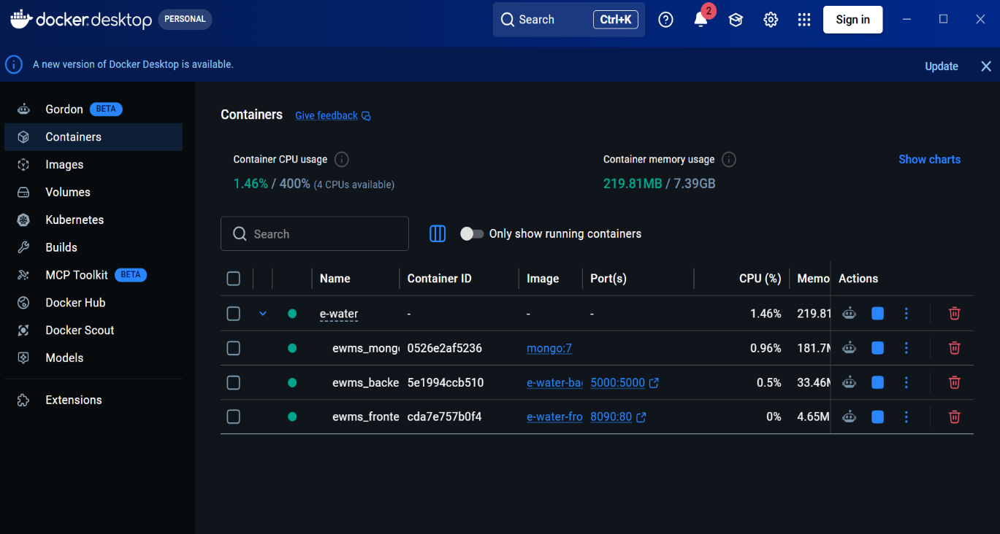 docker.desktop PERSONAL Search Ctrl+K 2 Sign in
A new version of Docker Desktop is available. Update
Gordon BETA
Containers
Images
Volumes
Kubernetes
Builds
MCP Toolkit BETA
Docker Hub
Docker Scout
Models
Extensions
Containers Give feedback
Container CPU usage Container memory usage Show charts
1.46% / 400% (4 CPUs available) 219.81MB / 7.39GB
Search Only show running containers
Name Container ID Image Port(s) CPU (%) Memo Actions
e-water - - - 1.46% 219.81
ewms_mong 0526e2af5236 mongo:7 0.96% 181.7M
ewms_backe 5e1994ccb510 e-water-ba 5000:5000 0.5% 33.46M
ewms_fronte cda7e757b0f4 e-water-fro 8090:80 0% 4.65M